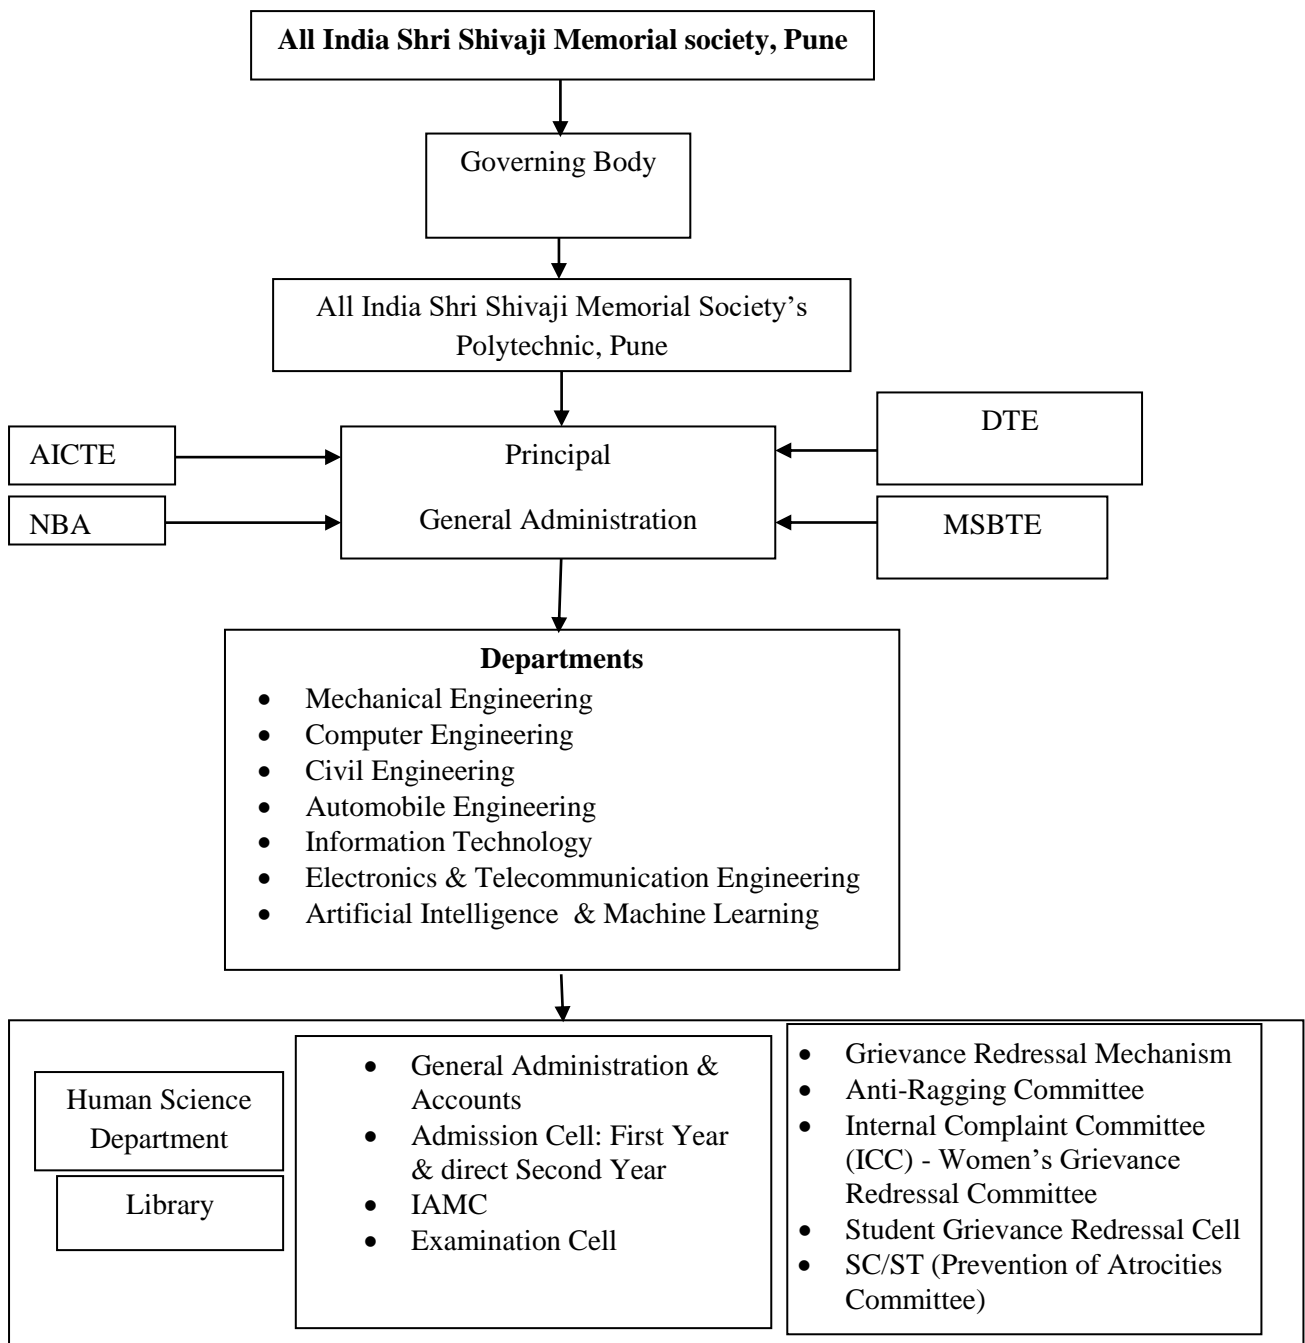 All India Shri Shivaji Memorial society, Pune
Governing Body
All India Shri Shivaji Memorial Society’s
Polytechnic, Pune
AICTE
NBA
Principal
General Administration
DTE
MSBTE
Departments
• Mechanical Engineering
• Computer Engineering
• Civil Engineering
• Automobile Engineering
• Information Technology
• Electronics & Telecommunication Engineering
• Artificial Intelligence & Machine Learning
Human Science
Department
Library
• General Administration &
Accounts
• Admission Cell: First Year
& direct Second Year
• IAMC
• Examination Cell
• Grievance Redressal Mechanism
• Anti-Ragging Committee
• Internal Complaint Committee
(ICC) - Women’s Grievance
Redressal Committee
• Student Grievance Redressal Cell
• SC/ST (Prevention of Atrocities
Committee)